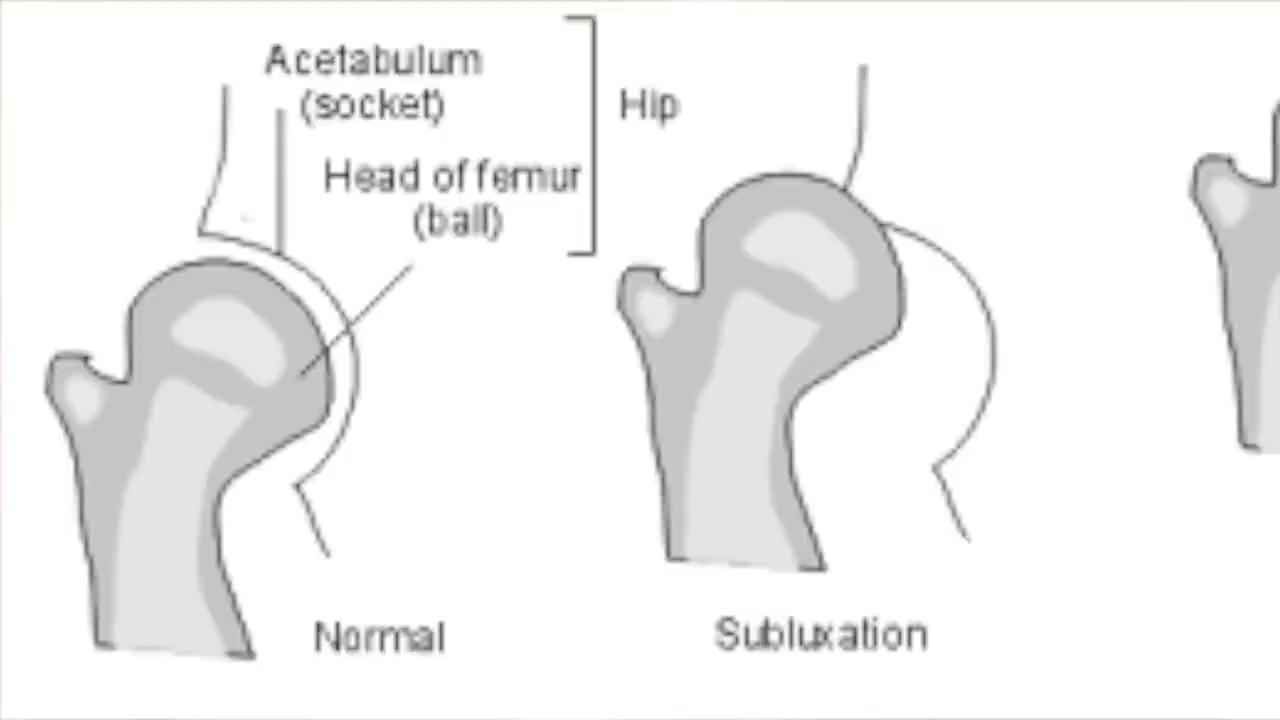 Acetabulum
(socket)
Hip
Head of femur
(ball)
Normal
Subluxation